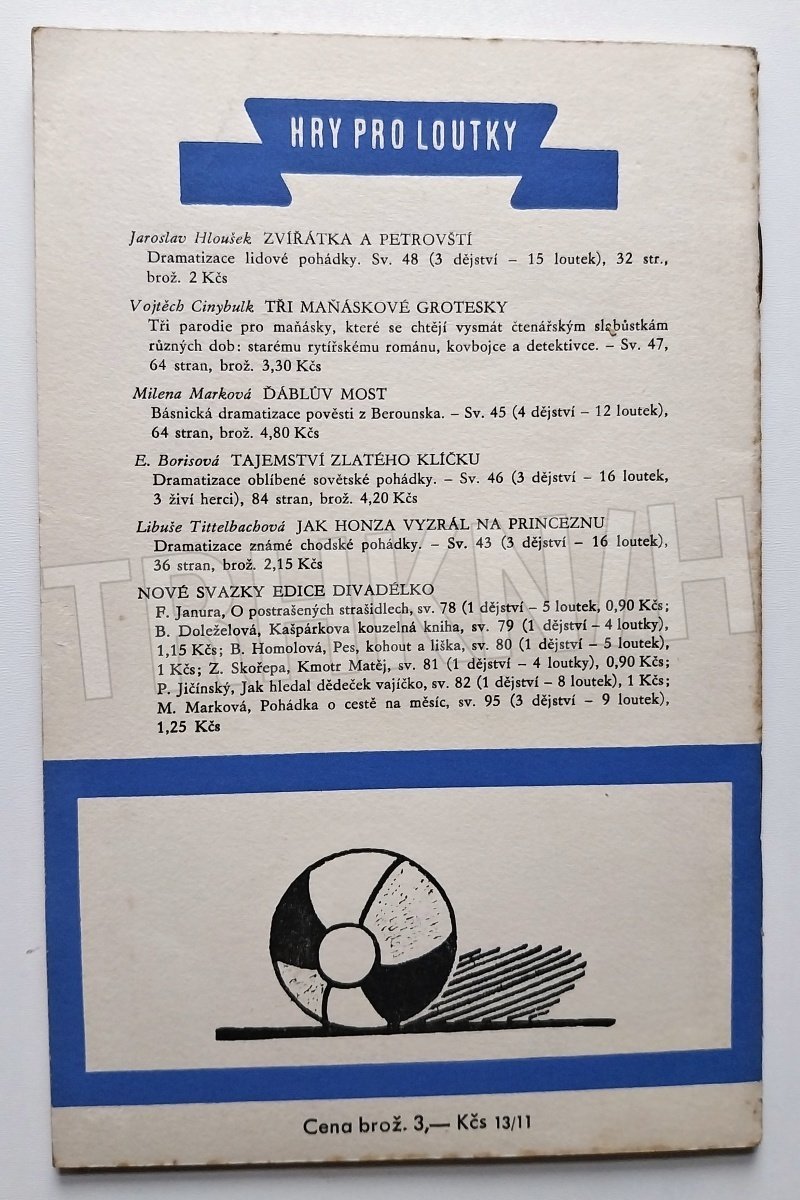 HRY PRO LOUTKY
Jaroslav Hloušek ZVÍŘÁTKA A PETROVŠTÍ
Dramatizace lidové pohádky. Sv. 48 (3 dějství – 15 loutek), 32 str.,
brož. 2 Kčs
Vojtěch Cinybulk TŘI MAŇÁSKOVÉ GROTESKY
Tři parodie pro maňásky, které se chtějí vysmát čtenářským slabůstkám
různých dob: starému rytířskému románu, kovbojce a detektivce. – Sv. 47,
64 stran, brož. 3,30 Kčs
Milena Marková ĎÁBLŮV MOST
Básnická dramatizace pověsti z Berounska. – Sv. 45 (4 dějství – 12 loutek),
64 stran, brož. 4,80 Kčs
E. Borisová TAJEMSTVÍ ZLATÉHO KLÍČKU
Dramatizace oblíbené sovětské pohádky. – Sv. 46 (3 dějství – 16 loutek,
3 živí herci), 84 stran, brož. 4,20 Kčs
Libuše Tittelbachová JAK HONZA VYZRÁL NA PRINCEZNU
Dramatizace známé chodské pohádky. – Sv. 43 (3 dějství – 16 loutek),
36 stran, brož. 2,15 Kčs
NOVÉ SVAZKY EDICE DIVADÉLKO
F. Janura, O postrašených strašidlech, sv. 78 (1 dějství – 5 loutek, 0,90 Kčs;
B. Doleželová, Kašpárkova kouzelná kniha, sv. 79 (1 dějství – 4 loutky),
1,15 Kčs; B. Homolová, Pes, kohout a liška, sv. 80 (1 dějství – 5 loutek),
1 Kčs; Z. Skořepa, Kmotr Matěj, sv. 81 (1 dějství – 4 loutky), 0,90 Kčs;
P. Jičínský, Jak hledal dědeček vajíčko, sv. 82 (1 dějství – 8 loutek), 1 Kčs;
M. Marková, Pohádka o cestě na měsíc, sv. 95 (3 dějství – 9 loutek),
1,25 Kčs
TRHKNIH
Cena brož. 3,— Kčs 13/11